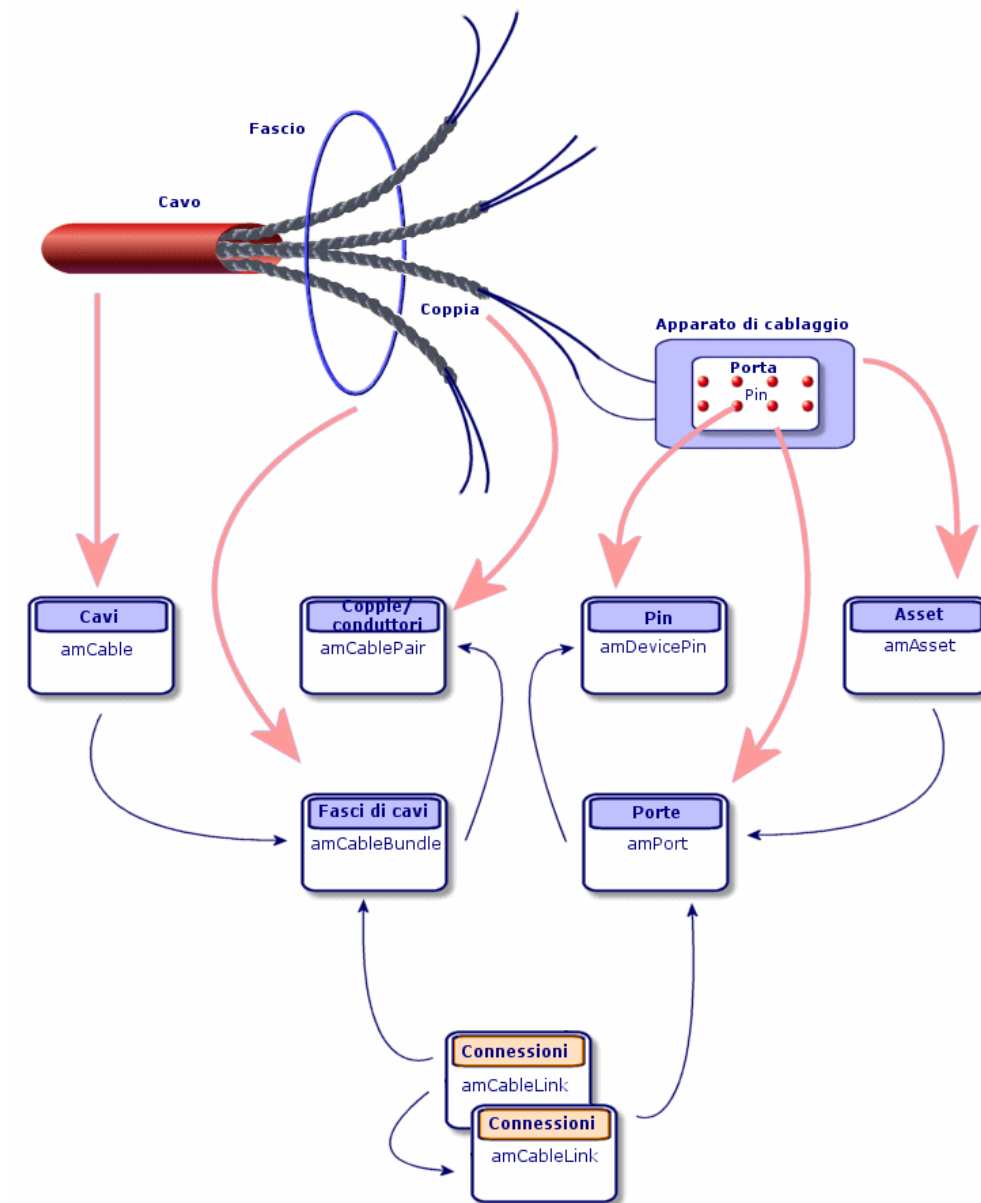 Fascio
Cavo
Coppia
Apparato di cablaggio
Porta
Pin
Cavi
amCable
Copple/
conduttori
amCablePair
Pin
amDevicePin
Asset
amAsset
Fasci di cavi
amCableBundle
Porte
amPort
Connessioni
amCableLink
Connessioni
amCableLink